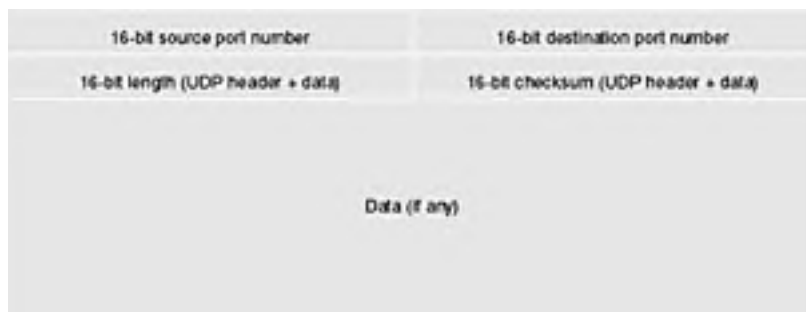 16-bit source port number
16-bit destination port number
16-bit length (UDP header + data)
16-bit checksum (UDP header + data)
Data (if any)